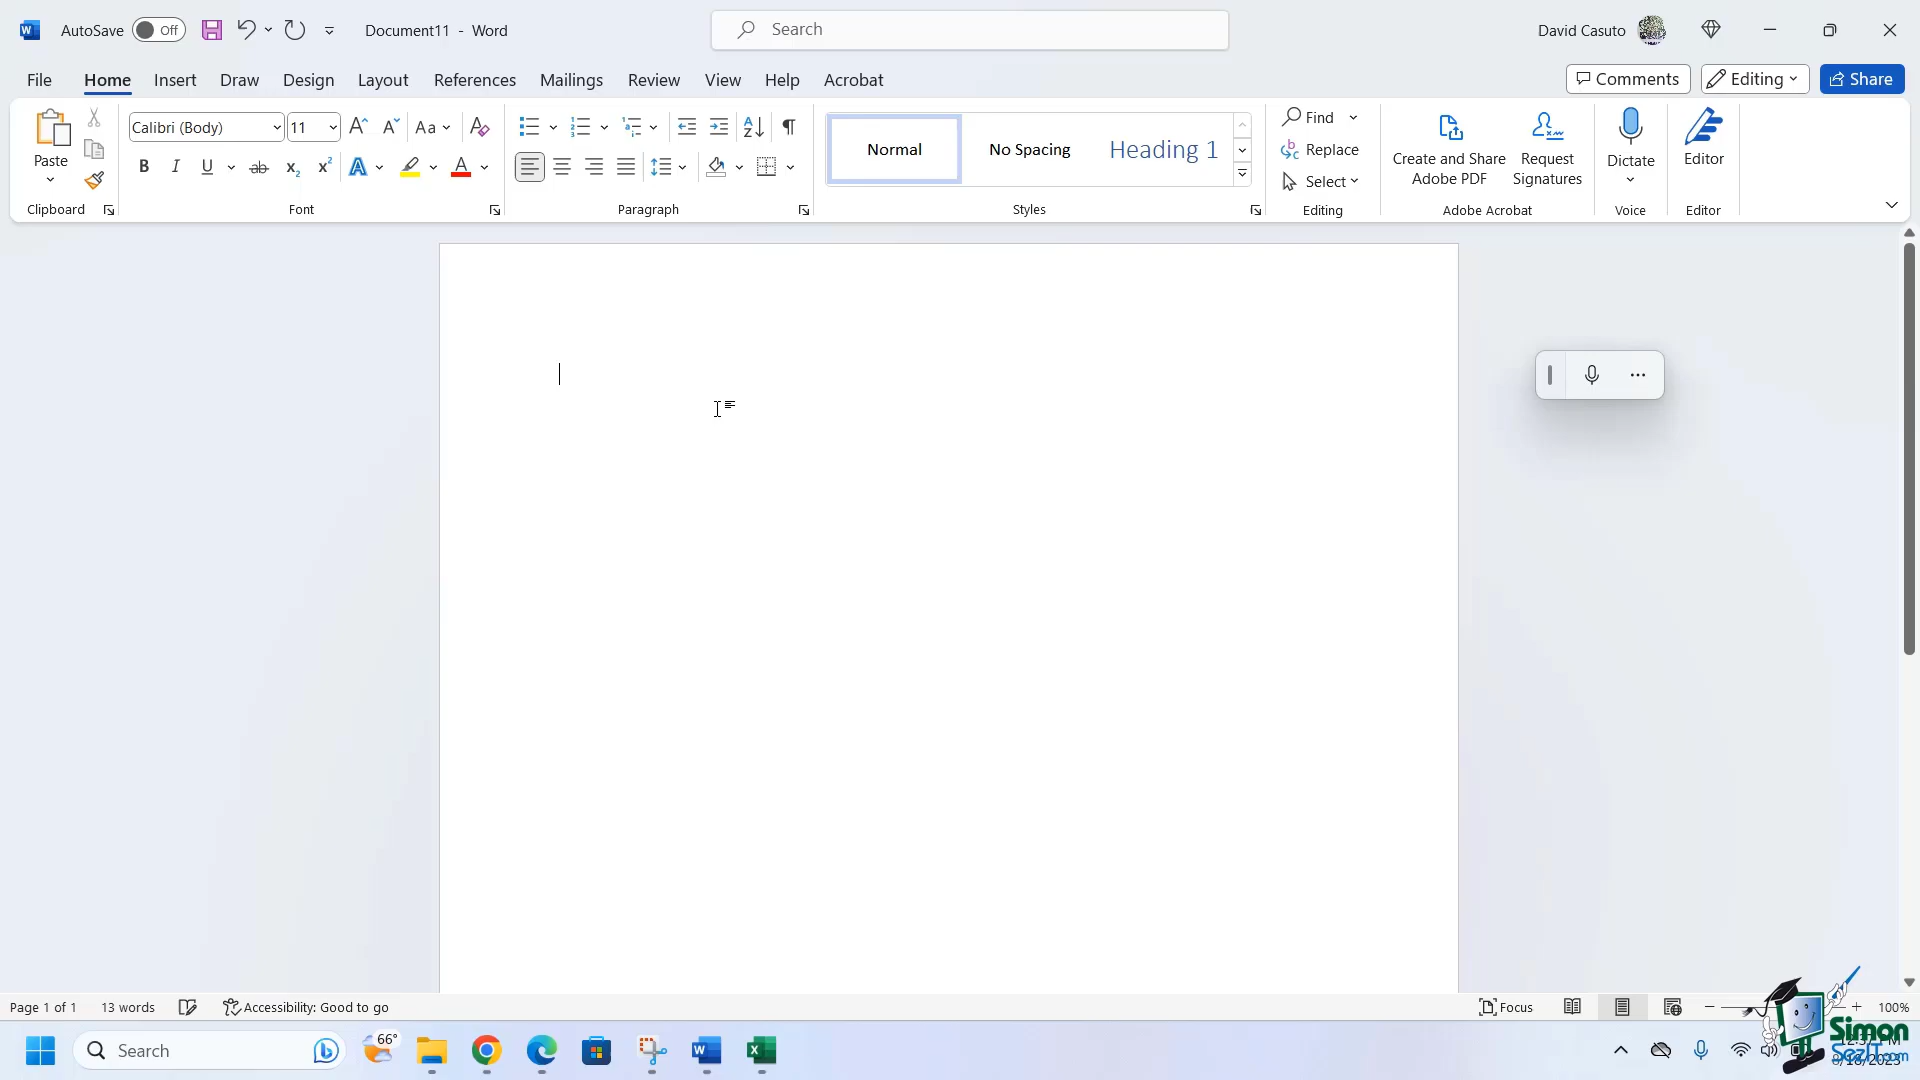 AutoSave Off Document11 - Word Search David Casuto
File Home Insert Draw Design Layout References Mailings Review View Help Acrobat Comments Editing Share
Paste
Clipboard
Calibri (Body) 11
Font
Paragraph
Normal No Spacing Heading 1
Styles
Find
Replace
Select
Editing
Create and Share Adobe PDF
Request Signatures
Adobe Acrobat
Dictate
Voice
Editor
Editor
Page 1 of 1 13 words Accessibility: Good to go Focus 100%
Search 66°
Simon
SezIT.com